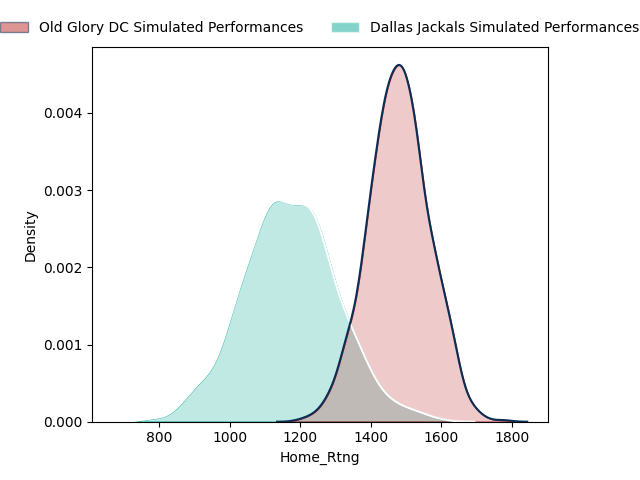 Old Glory DC Simulated Performances
Dallas Jackals Simulated Performances
0.004
0.003
0.002
0.001
0.000
Density
800
1000
1200
1400
1600
1800
Home_Rtng